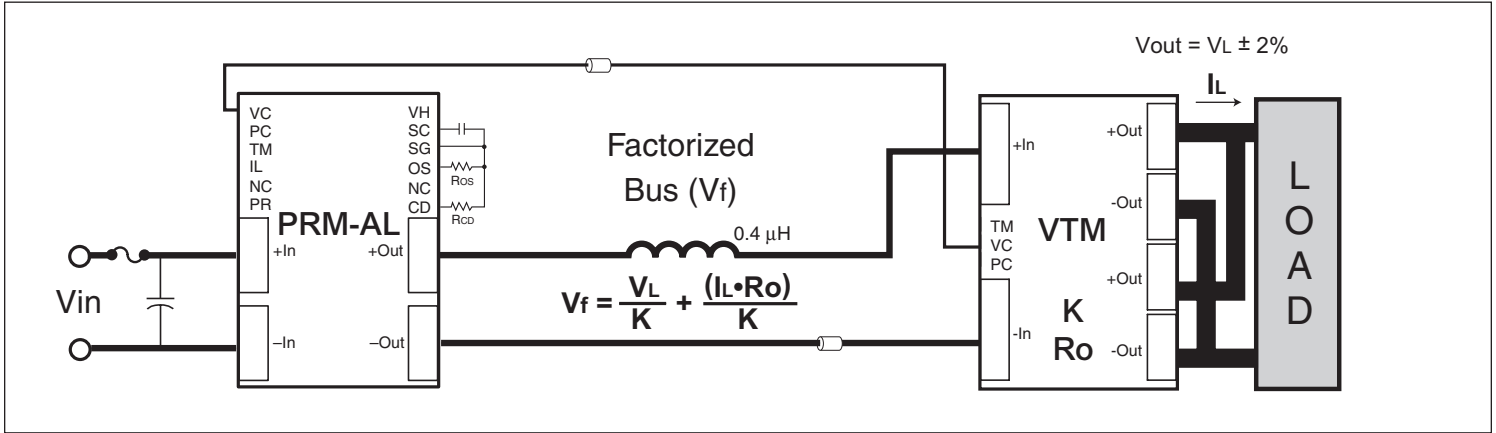 Vout = VL ± 2%
IL
VC
PC
TM
IL
NC
PR
VH
SC
SG
OS
NC
CD
ROS
RCD
PRM-AL
+In
–In
+Out
–Out
Vin
Factorized
Bus (Vf)
0.4 µH
Vf = VL/K + (IL•Ro)/K
+In
TM
VC
PC
-In
VTM
K
Ro
+Out
-Out
+Out
-Out
LOAD